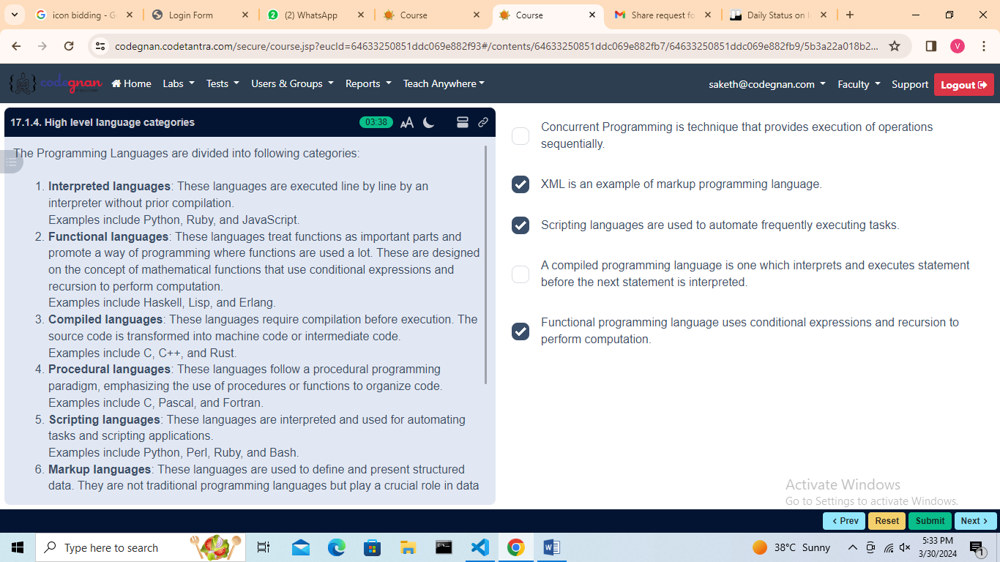 icon bidding - G
Login Form
2
(2) WhatsApp
Course
Course
Share request fo
Daily Status on
codegnan.codetantra.com/secure/course.jsp?eucId=64633250851ddc069e882f93#/contents/64633250851ddc069e882fb7/64633250851ddc069e882fb9/5b3a22a018b2...
V
codegnan
Home
Labs
Tests
Users & Groups
Reports
Teach Anywhere
saketh@codegnan.com
Faculty
Support
Logout
17.1.4. High level language categories
03:38
AA
The Programming Languages are divided into following categories:
1. Interpreted languages: These languages are executed line by line by an
interpreter without prior compilation.
Examples include Python, Ruby, and JavaScript.
2. Functional languages: These languages treat functions as important parts and
promote a way of programming where functions are used a lot. These are designed
on the concept of mathematical functions that use conditional expressions and
recursion to perform computation.
Examples include Haskell, Lisp, and Erlang.
3. Compiled languages: These languages require compilation before execution. The
source code is transformed into machine code or intermediate code.
Examples include C, C++, and Rust.
4. Procedural languages: These languages follow a procedural programming
paradigm, emphasizing the use of procedures or functions to organize code.
Examples include C, Pascal, and Fortran.
5. Scripting languages: These languages are interpreted and used for automating
tasks and scripting applications.
Examples include Python, Perl, Ruby, and Bash.
6. Markup languages: These languages are used to define and present structured
data. They are not traditional programming languages but play a crucial role in data
Concurrent Programming is technique that provides execution of operations
sequentially.
XML is an example of markup programming language.
Scripting languages are used to automate frequently executing tasks.
A compiled programming language is one which interprets and executes statement
before the next statement is interpreted.
Functional programming language uses conditional expressions and recursion to
perform computation.
Activate Windows
Go to Settings to activate Windows.
Prev
Reset
Submit
Next
Type here to search
38°C Sunny
5:33 PM
3/30/2024
1